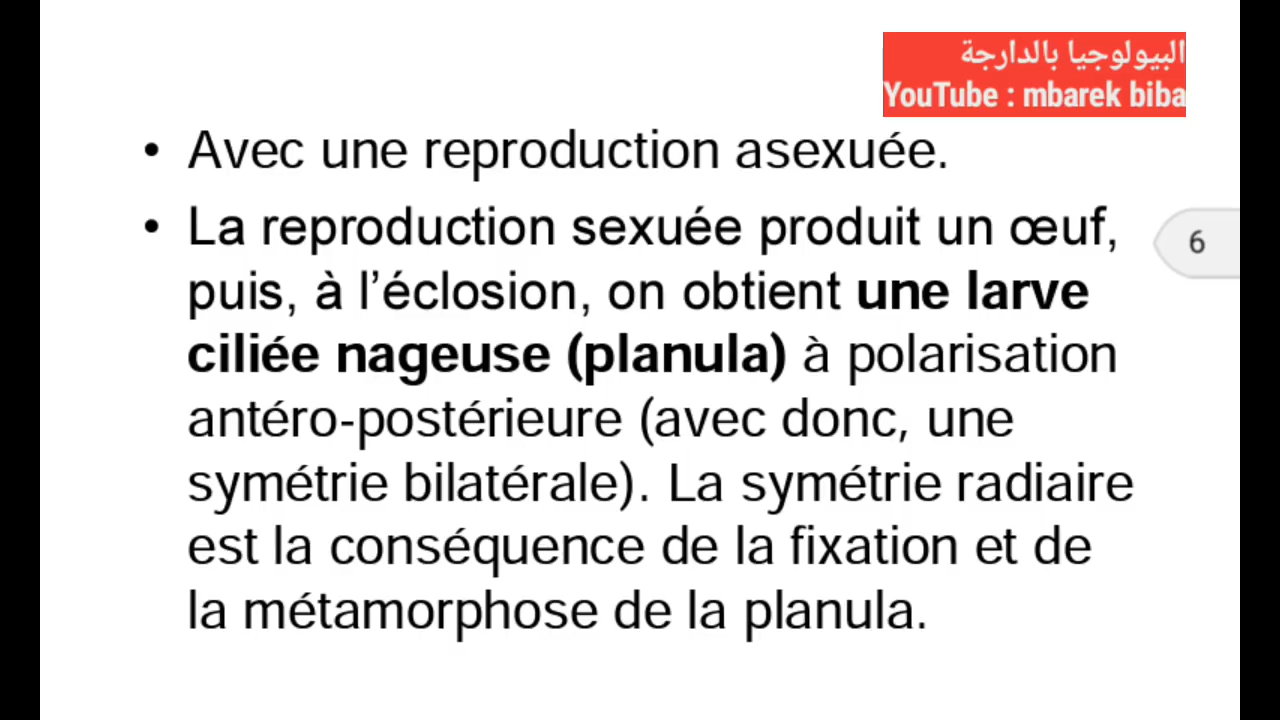 البيولوجيا بالدارجة
YouTube : mbarek biba
• Avec une reproduction asexuée.
• La reproduction sexuée produit un œuf,
puis, à l’éclosion, on obtient une larve
ciliée nageuse (planula) à polarisation
antéro-postérieure (avec donc, une
symétrie bilatérale). La symétrie radiaire
est la conséquence de la fixation et de
la métamorphose de la planula.
6